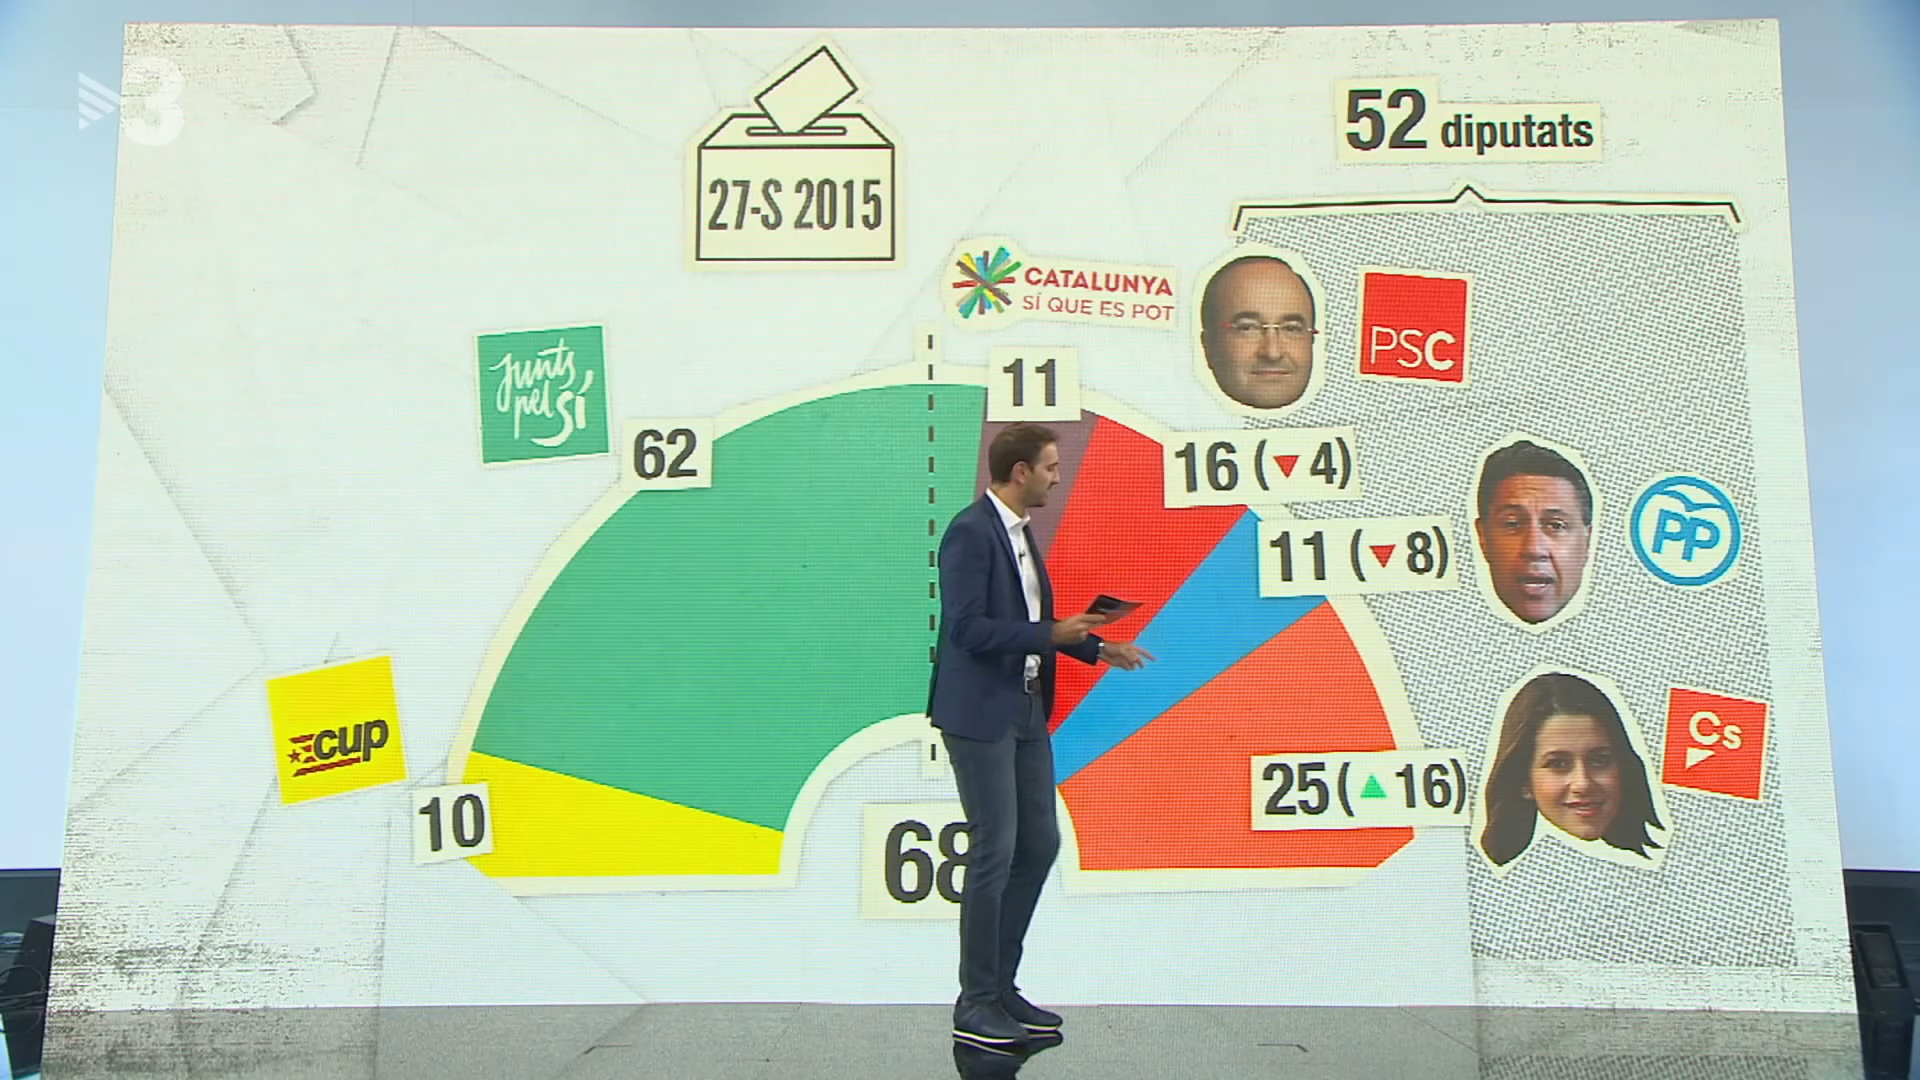 3
27-S 2015
52 diputats
CATALUNYA
SÍ QUE ES POT
PSC
junts
pel sí
11
62
16 (▼4)
PP
11 (▼8)
Cs
cup
25 (▲16)
10
68